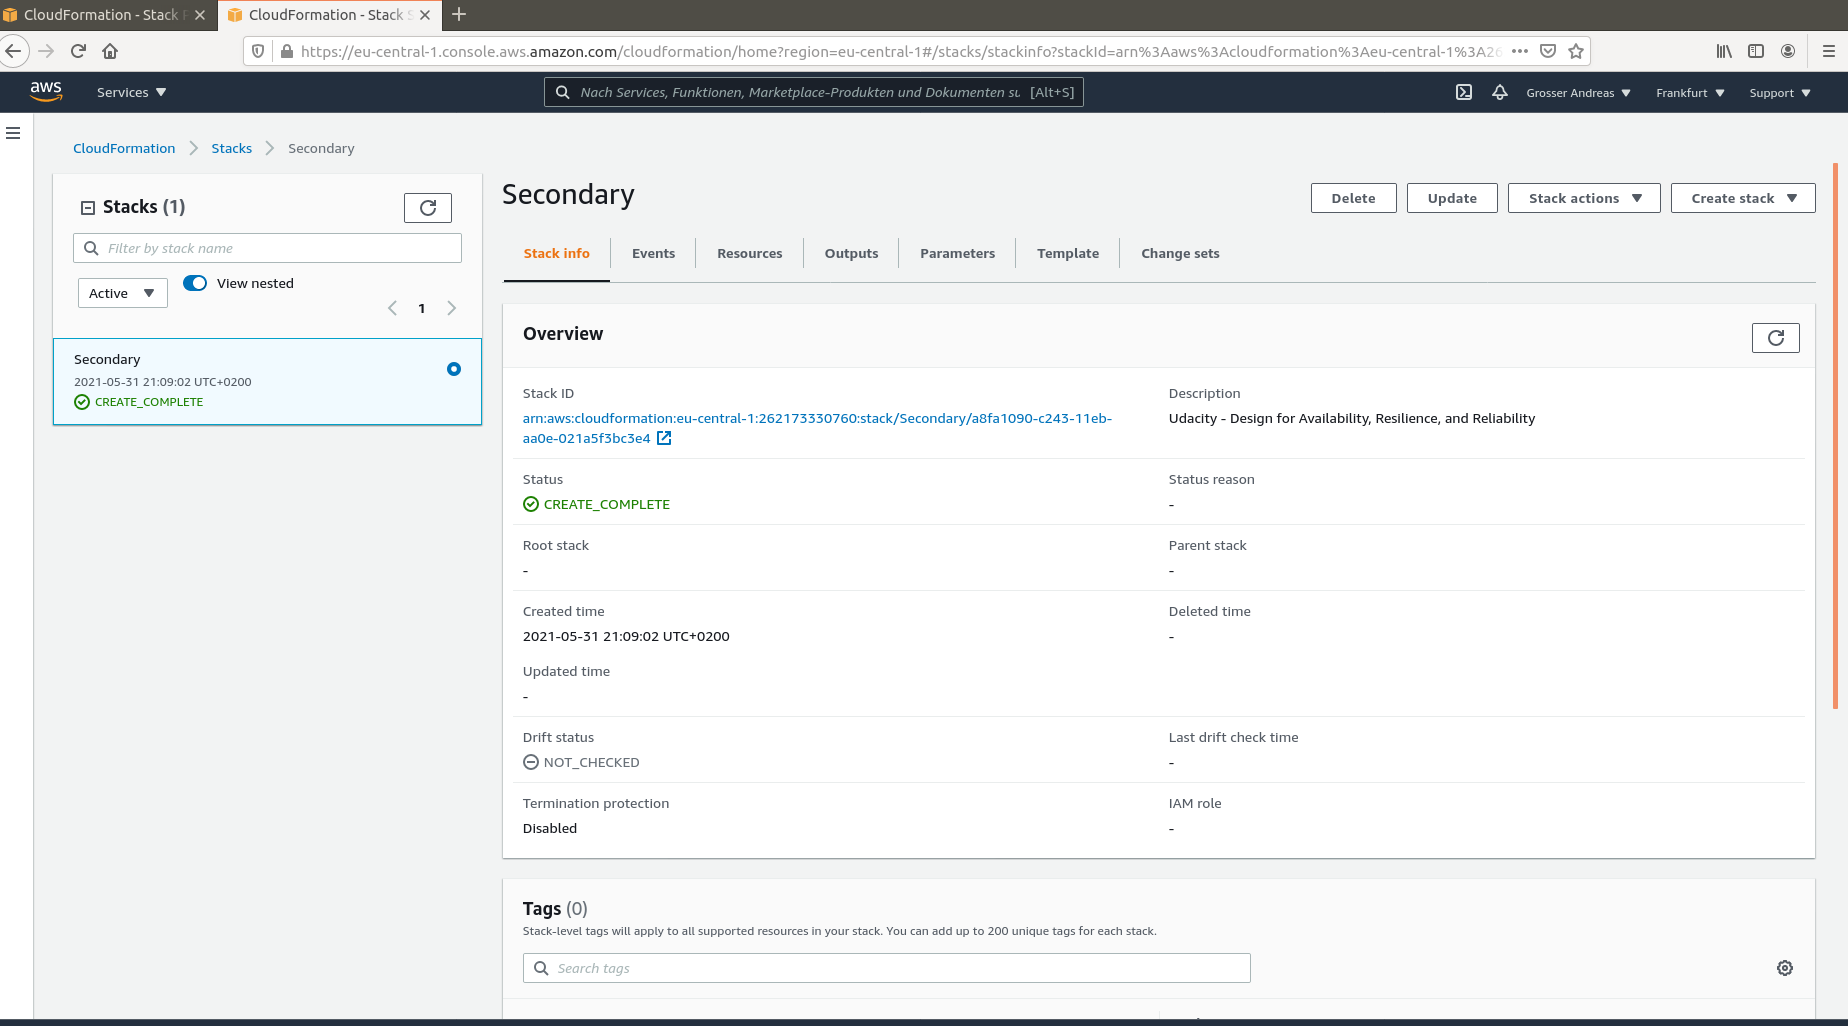 CloudFormation - Stack
CloudFormation - Stack
https://eu-central-1.console.aws.amazon.com/cloudformation/home?region=eu-central-1#/stacks/stackinfo?stackId=arn%3Aaws%3Acloudformation%3Aeu-central-1%3A26
aws
Services
Nach Services, Funktionen, Marketplace-Produkten und Dokumenten su
[Alt+S]
Grosser Andreas
Frankfurt
Support
CloudFormation
Stacks
Secondary
Stacks (1)
Filter by stack name
Active
View nested
1
Secondary
2021-05-31 21:09:02 UTC+0200
CREATE_COMPLETE
Secondary
Delete
Update
Stack actions
Create stack
Stack info
Events
Resources
Outputs
Parameters
Template
Change sets
Overview
Stack ID
arn:aws:cloudformation:eu-central-1:262173330760:stack/Secondary/a8fa1090-c243-11eb-
aa0e-021a5f3bc3e4
Description
Udacity - Design for Availability, Resilience, and Reliability
Status
CREATE_COMPLETE
Status reason
-
Root stack
-
Parent stack
-
Created time
2021-05-31 21:09:02 UTC+0200
Deleted time
-
Updated time
-
Drift status
NOT_CHECKED
Last drift check time
-
Termination protection
Disabled
IAM role
-
Tags (0)
Stack-level tags will apply to all supported resources in your stack. You can add up to 200 unique tags for each stack.
Search tags